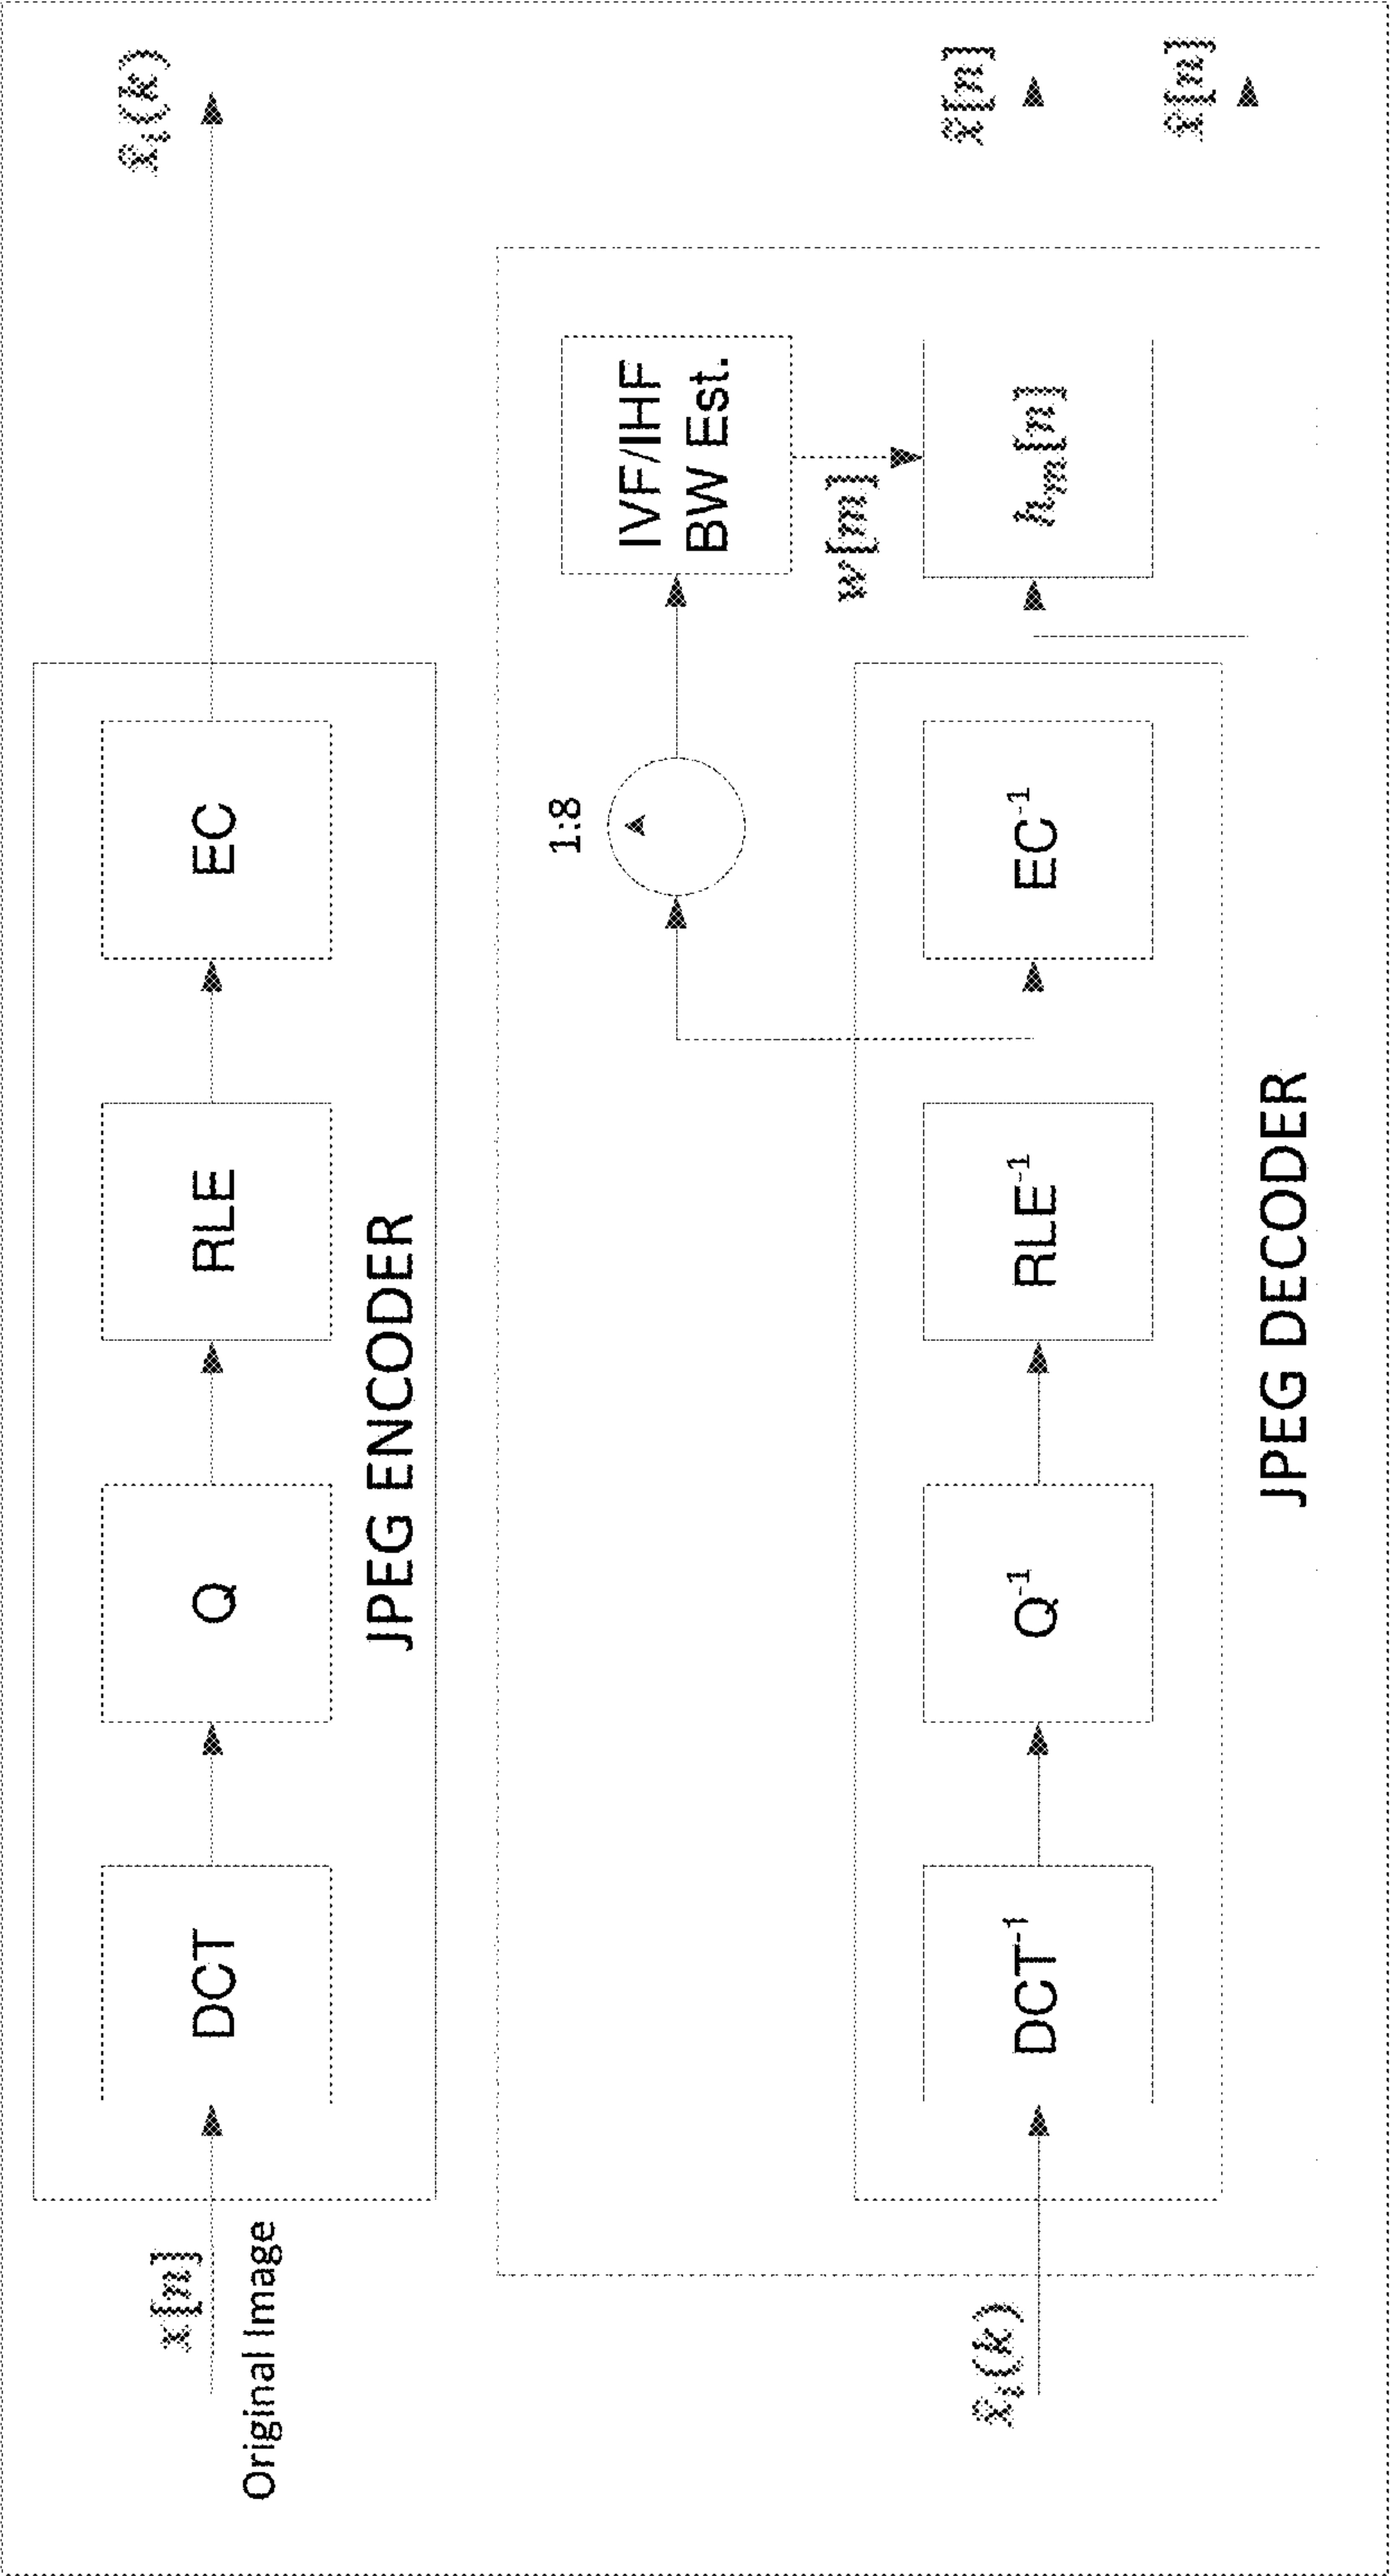 x[n]
Original Image
DCT
Q
RLE
EC
x̂ᵢ(k)
JPEG ENCODER
1:8
IVF/IHF
BW Est.
w[m]
x̂ᵢ(k)
DCT⁻¹
Q⁻¹
RLE⁻¹
EC⁻¹
hₘ[n]
x̌[n]
x̂[n]
JPEG DECODER